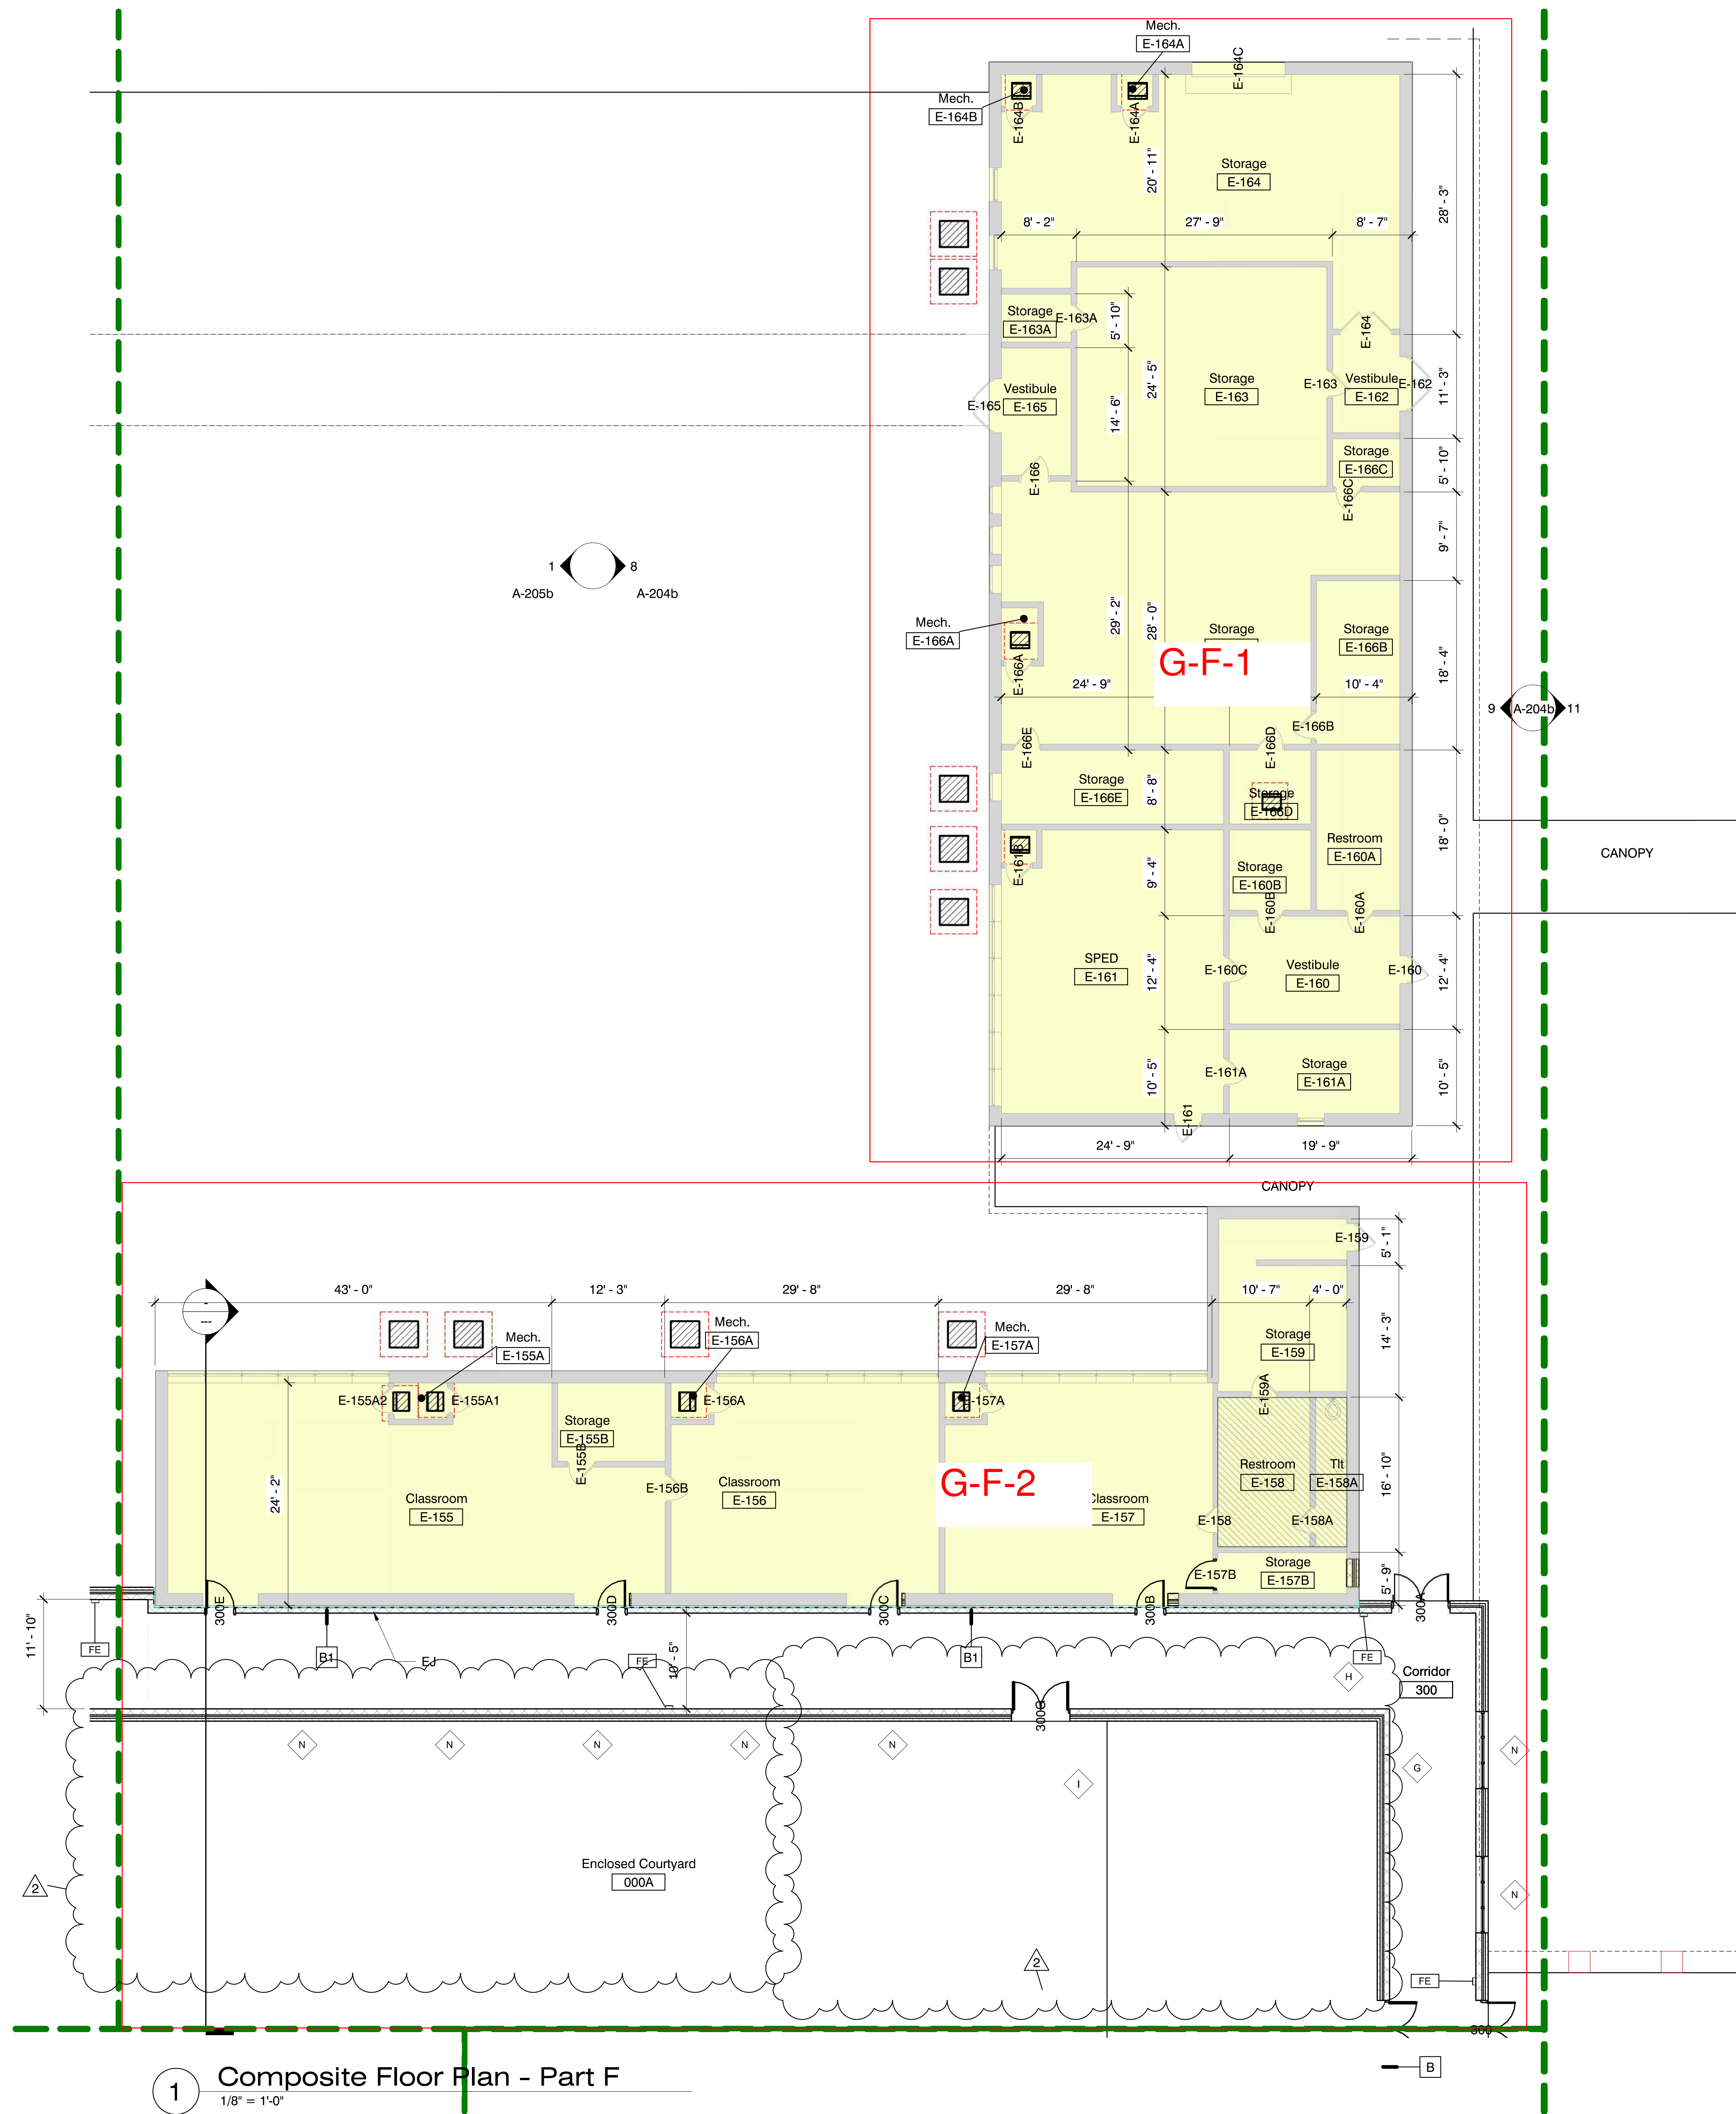 Mech.
E-164A
E-164C
Mech.
E-164B
E-164B
E-164A
20' - 11"
Storage
E-164
28' - 3"
8' - 2"
27' - 9"
8' - 7"
Storage
E-163A
E-163A
5' - 10"
E-164
24' - 5"
Vestibule
E-165
E-165
14' - 6"
Storage
E-163
E-163
Vestibule
E-162
E-162
11' - 3"
Storage
E-166C
5' - 10"
E-166
E-166C
9' - 7"
1
8
A-205b
A-204b
Mech.
E-166A
E-166A
29' - 2"
28' - 0"
Storage
G-F-1
Storage
E-166B
18' - 4"
24' - 9"
10' - 4"
E-166B
9
A-204b
11
E-166E
E-166D
Storage
E-166E
8' - 8"
Storage
E-166D
E-161B
9' - 4"
Storage
E-160B
E-160B
Restroom
E-160A
E-160A
18' - 0"
CANOPY
SPED
E-161
12' - 4"
E-160C
Vestibule
E-160
E-160
12' - 4"
10' - 5"
E-161A
Storage
E-161A
10' - 5"
E-161
24' - 9"
19' - 9"
CANOPY
E-159
5' - 1"
43' - 0"
12' - 3"
29' - 8"
29' - 8"
10' - 7"
4' - 0"
-
---
Mech.
E-155A
Mech.
E-156A
Mech.
E-157A
Storage
E-159
14' - 3"
E-155A2
E-155A1
Storage
E-155B
E-155B
E-156A
E-157A
E-159A
24' - 2"
Classroom
E-155
E-156B
Classroom
E-156
G-F-2
Classroom
E-157
E-158
Restroom
E-158
Tlt
E-158A
E-158A
16' - 10"
E-157B
Storage
E-157B
5' - 9"
300E
300D
300C
300B
300A
11' - 10"
FE
B1
EJ
FE
10' - 5"
B1
FE
H
Corridor
300
300G
N
N
N
N
N
I
G
N
Enclosed Courtyard
000A
2
2
N
FE
300
B
1
Composite Floor Plan - Part F
1/8" = 1'-0"